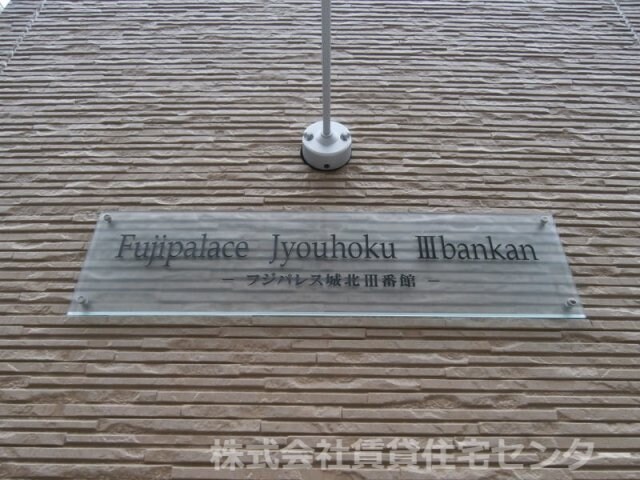 Fujipalace Jyouhoku Ⅲbankan
－ フジパレス城北Ⅲ番館 －
株式会社賃貸住宅センター